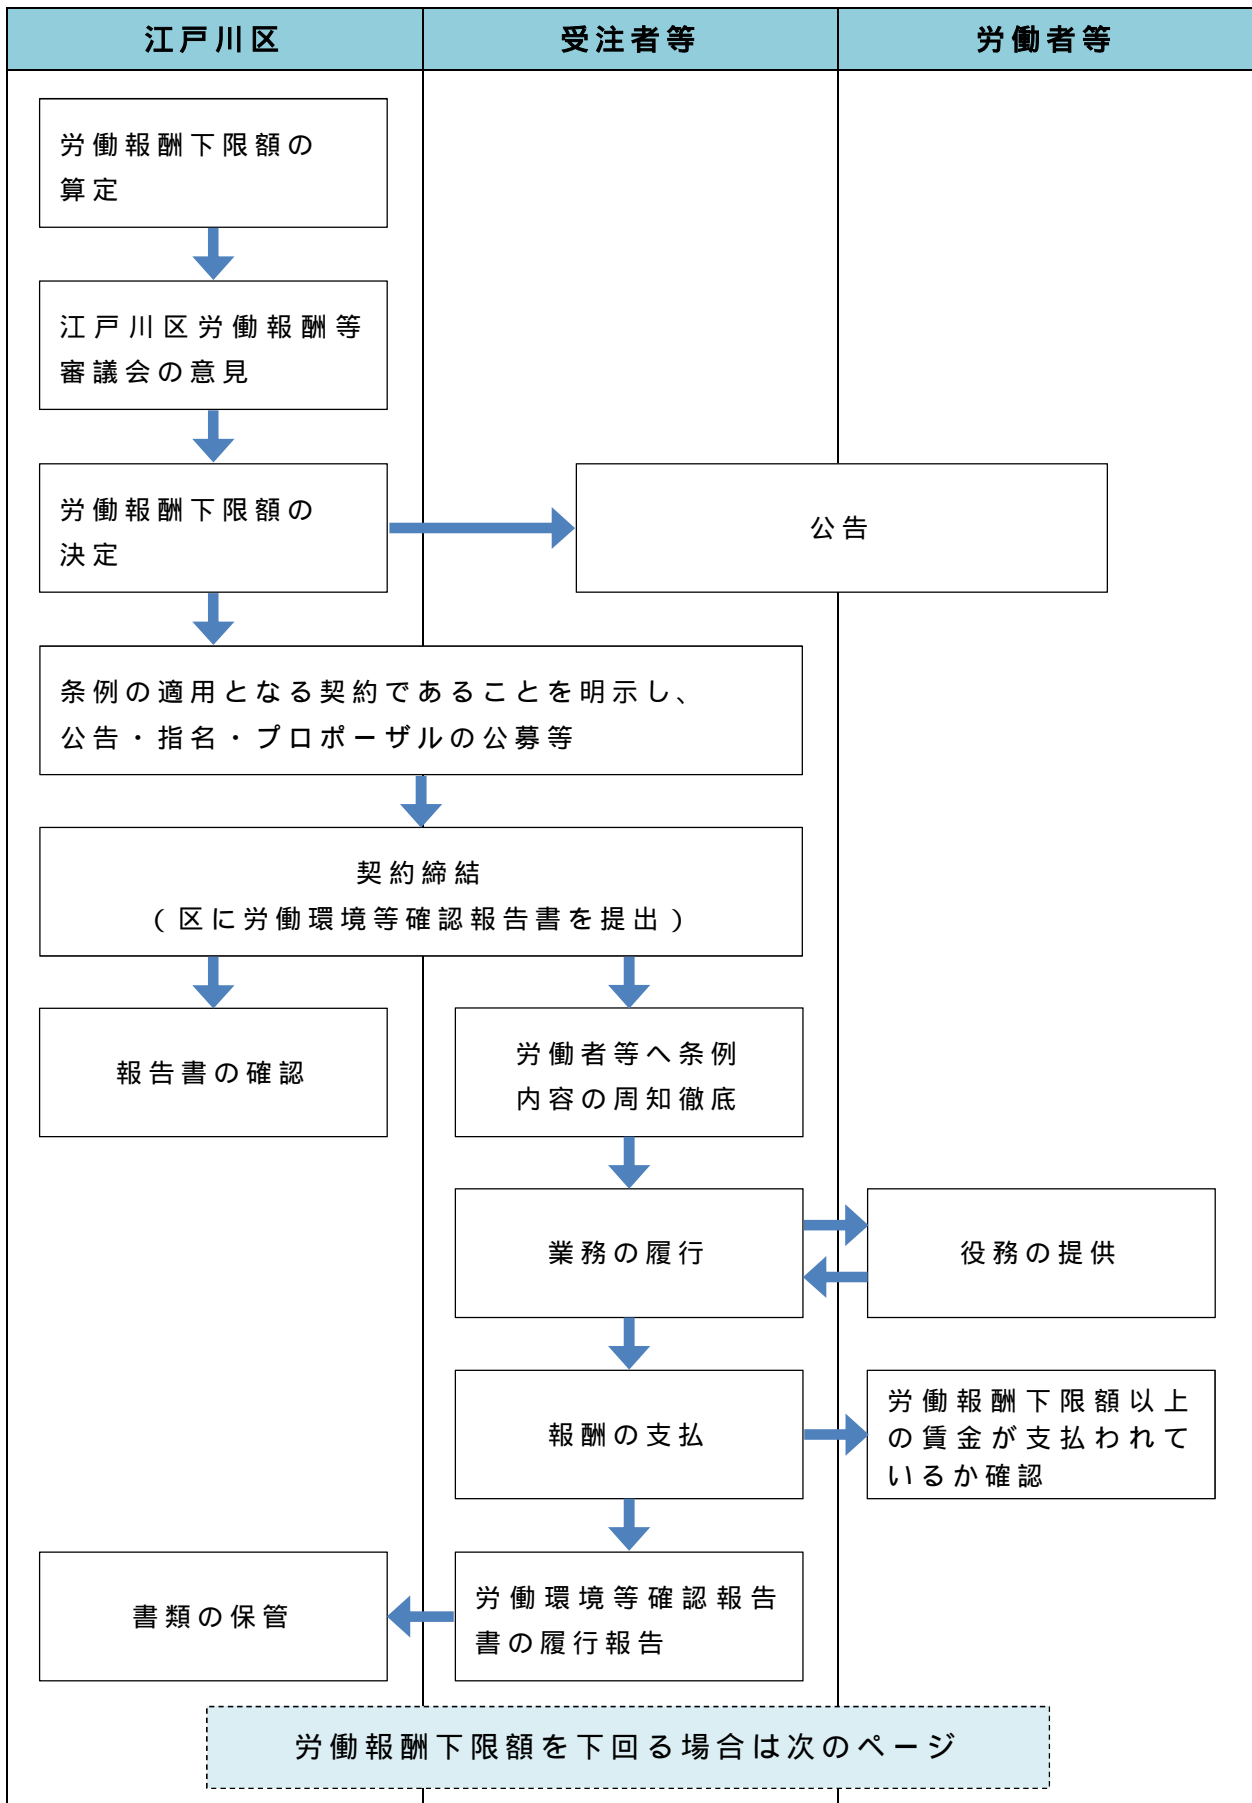 江戸川区
受注者等
労働者等
労働報酬下限額の
算定
江戸川区労働報酬等
審議会の意見
労働報酬下限額の
決定
公告
条例の適用となる契約であることを明示し、
公告・指名・プロポーザルの公募等
契約締結
(区に労働環境等確認報告書を提出)
報告書の確認
労働者等へ条例
内容の周知徹底
業務の履行
役務の提供
報酬の支払
労働報酬下限額以上
の賃金が支払われて
いるか確認
書類の保管
労働環境等確認報告
書の履行報告
労働報酬下限額を下回る場合は次のページ